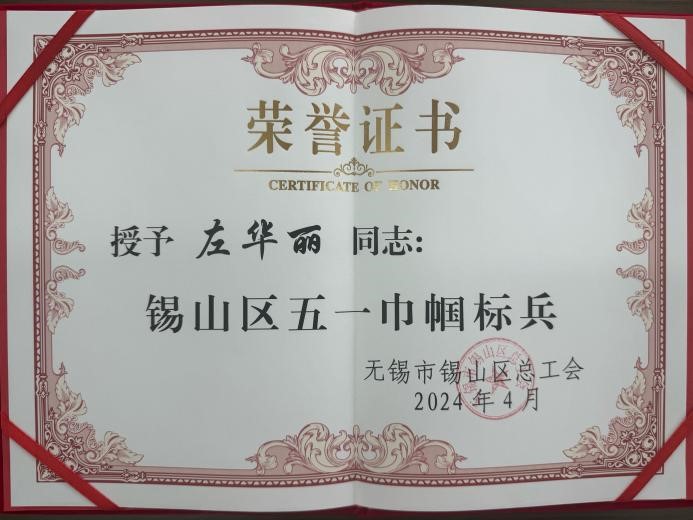 荣誉证书
CERTIFICATE OF HONOR
授予 左华丽 同志:
锡山区五一巾帼标兵
无锡市锡山区总工会
2024年4月